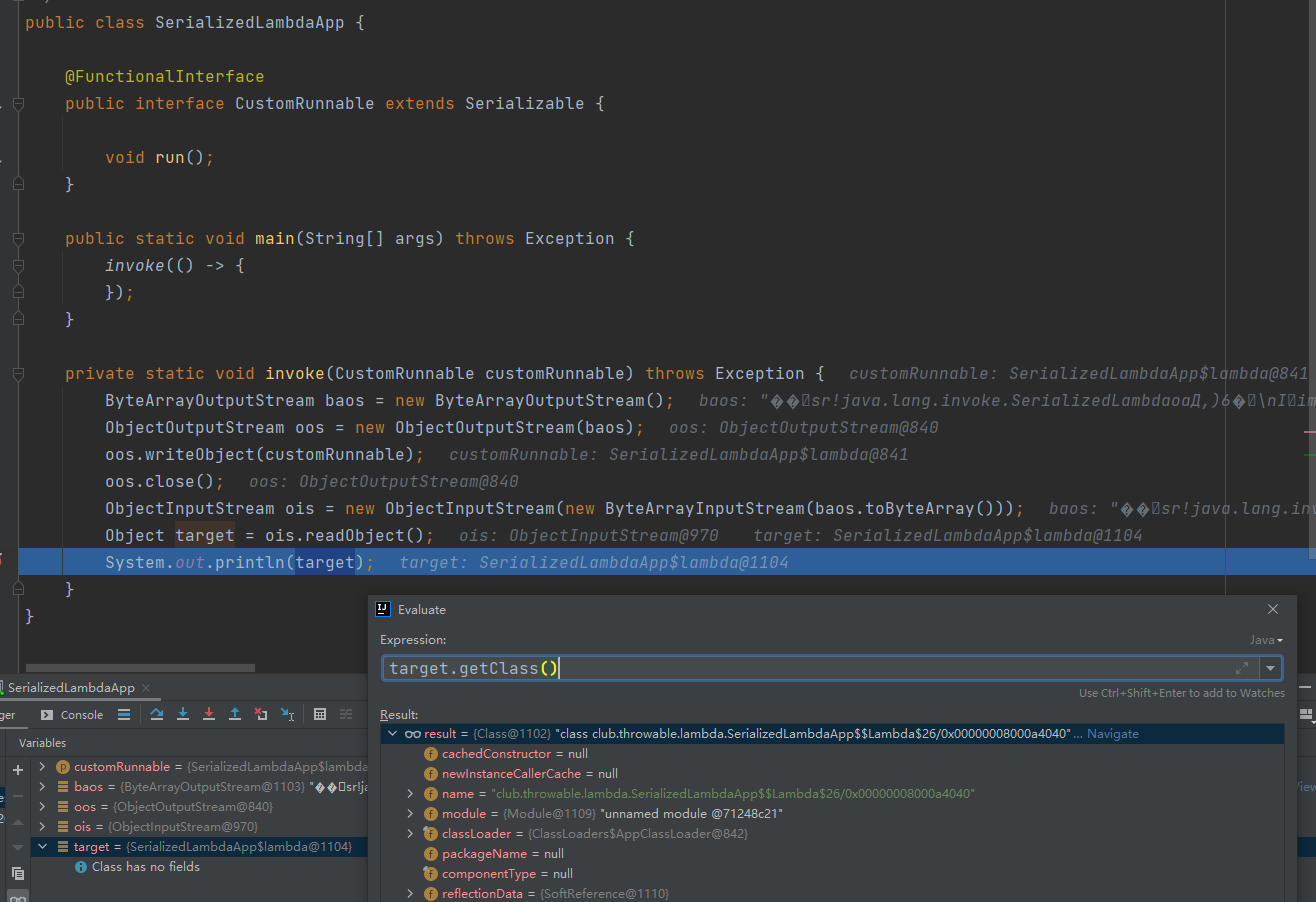 public class SerializedLambdaApp {
@FunctionalInterface
public interface CustomRunnable extends Serializable {
void run();
}
public static void main(String[] args) throws Exception {
invoke(() -> {
});
}
private static void invoke(CustomRunnable customRunnable) throws Exception { customRunnable: SerializedLambdaApp$lambda@841
ByteArrayOutputStream baos = new ByteArrayOutputStream(); baos: "��sr!java.lang.invoke.SerializedLambdaoaД,)6�\nIim
ObjectOutputStream oos = new ObjectOutputStream(baos); oos: ObjectOutputStream@840
oos.writeObject(customRunnable); customRunnable: SerializedLambdaApp$lambda@841
oos.close(); oos: ObjectOutputStream@840
ObjectInputStream ois = new ObjectInputStream(new ByteArrayInputStream(baos.toByteArray())); baos: "��sr!java.lang.inv
Object target = ois.readObject(); ois: ObjectInputStream@970 target: SerializedLambdaApp$lambda@1104
System.out.println(target); target: SerializedLambdaApp$lambda@1104
}
}
Evaluate
Expression:
Java
target.getClass()
Use Ctrl+Shift+Enter to add to Watches
Result:
result = {Class@1102} "class club.throwable.lambda.SerializedLambdaApp$$Lambda$26/0x00000008000a4040"... Navigate
cachedConstructor = null
newInstanceCallerCache = null
name = "club.throwable.lambda.SerializedLambdaApp$$Lambda$26/0x00000008000a4040"
module = {Module@1109} "unnamed module @71248c21"
classLoader = {ClassLoaders$AppClassLoader@842}
packageName = null
componentType = null
reflectionData = {SoftReference@1110}
SerializedLambdaApp
ger
Console
Variables
customRunnable = {SerializedLambdaApp$lambda
baos = {ByteArrayOutputStream@1103} "��sr!ja
oos = {ObjectOutputStream@840}
ois = {ObjectInputStream@970}
target = {SerializedLambdaApp$lambda@1104}
Class has no fields